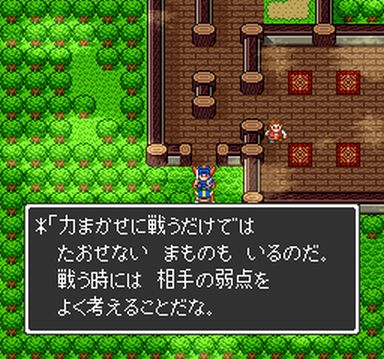 *「力まかせに戦うだけでは
たおせない まものも いるのだ。
戦う時には 相手の弱点を
よく考えることだな。